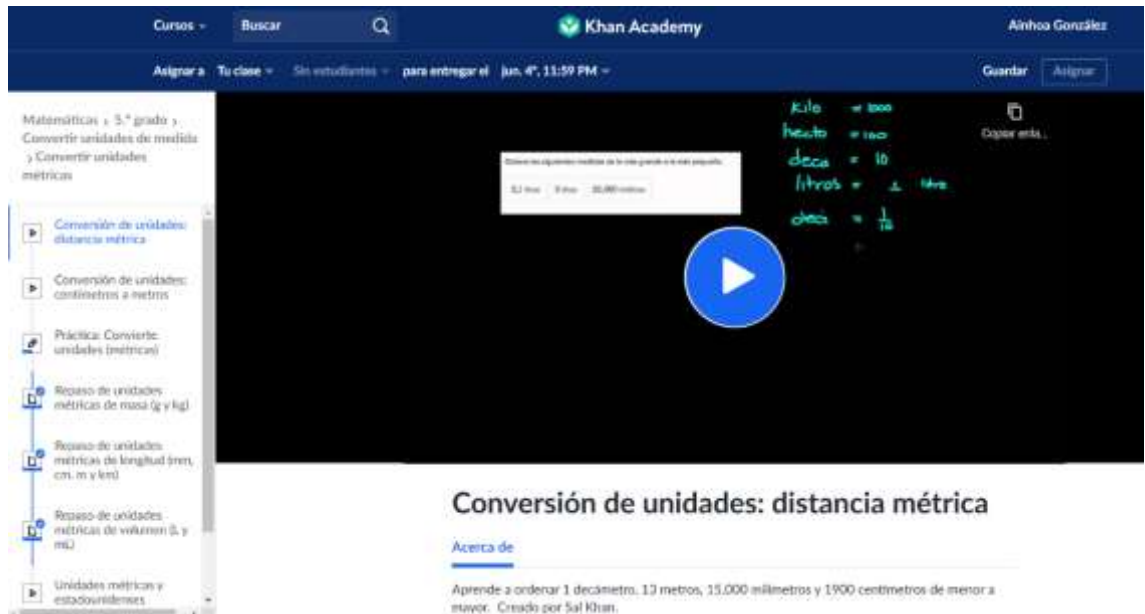 Cursos
Buscar
Khan Academy
Ainhoa González
Asignar a Tu clase Sin estudiantes para entregar el jun. 4º, 11:59 PM
Guardar
Asignar
Matemáticas > 5.º grado >
Convertir unidades de medida
> Convertir unidades
métricas
Conversión de unidades:
distancia métrica
Conversión de unidades:
centímetros a metros
Práctica: Convierte
unidades (métricas)
Repaso de unidades
métricas de masa (g y kg)
Repaso de unidades
métricas de longitud (mm,
cm, m y km)
Repaso de unidades
métricas de volumen (L y
mL)
Unidades métricas y
estadounidenses
Kilo = 1000
hecto = 100
deca = 10
litros = 1 litro
deci = 1/10
Copiar enla...
Conversión de unidades: distancia métrica
Acerca de
Aprende a ordenar 1 decámetro, 13 metros, 15,000 milímetros y 1900 centímetros de menor a
mayor. Creado por Sal Khan.